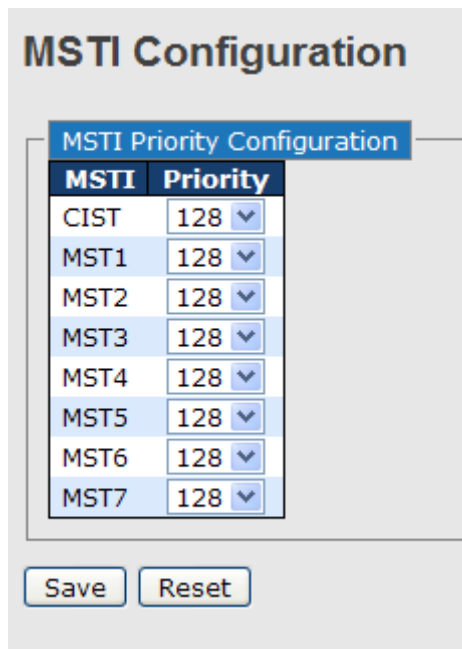 MSTI Configuration
MSTI Priority Configuration
MSTI Priority
CIST 128
MST1 128
MST2 128
MST3 128
MST4 128
MST5 128
MST6 128
MST7 128
Save Reset